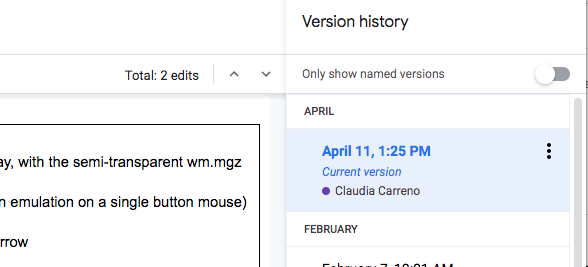 Version history
Total: 2 edits
Only show named versions
APRIL
ay, with the semi-transparent wm.mgz
April 11, 1:25 PM
Current version
n emulation on a single button mouse)
Claudia Carreno
FEBRUARY
rrow